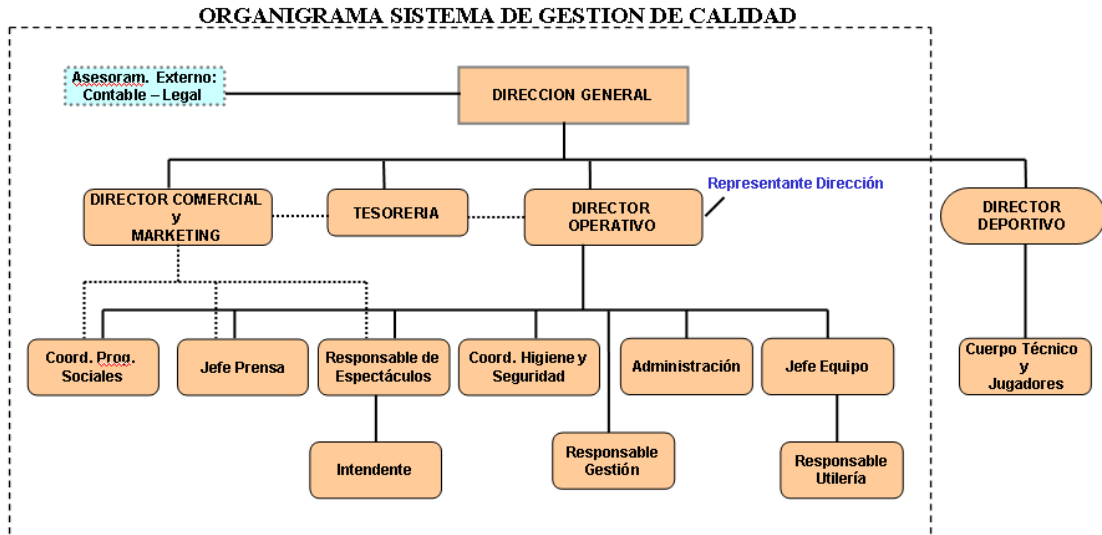 ORGANIGRAMA SISTEMA DE GESTION DE CALIDAD
Asesoram. Externo:
Contable – Legal
DIRECCION GENERAL
DIRECTOR COMERCIAL
y
MARKETING
TESORERIA
DIRECTOR
OPERATIVO
Representante Dirección
DIRECTOR
DEPORTIVO
Coord. Prog.
Sociales
Jefe Prensa
Responsable de
Espectáculos
Coord. Higiene y
Seguridad
Administración
Jefe Equipo
Cuerpo Técnico
y
Jugadores
Intendente
Responsable
Gestión
Responsable
Utilería